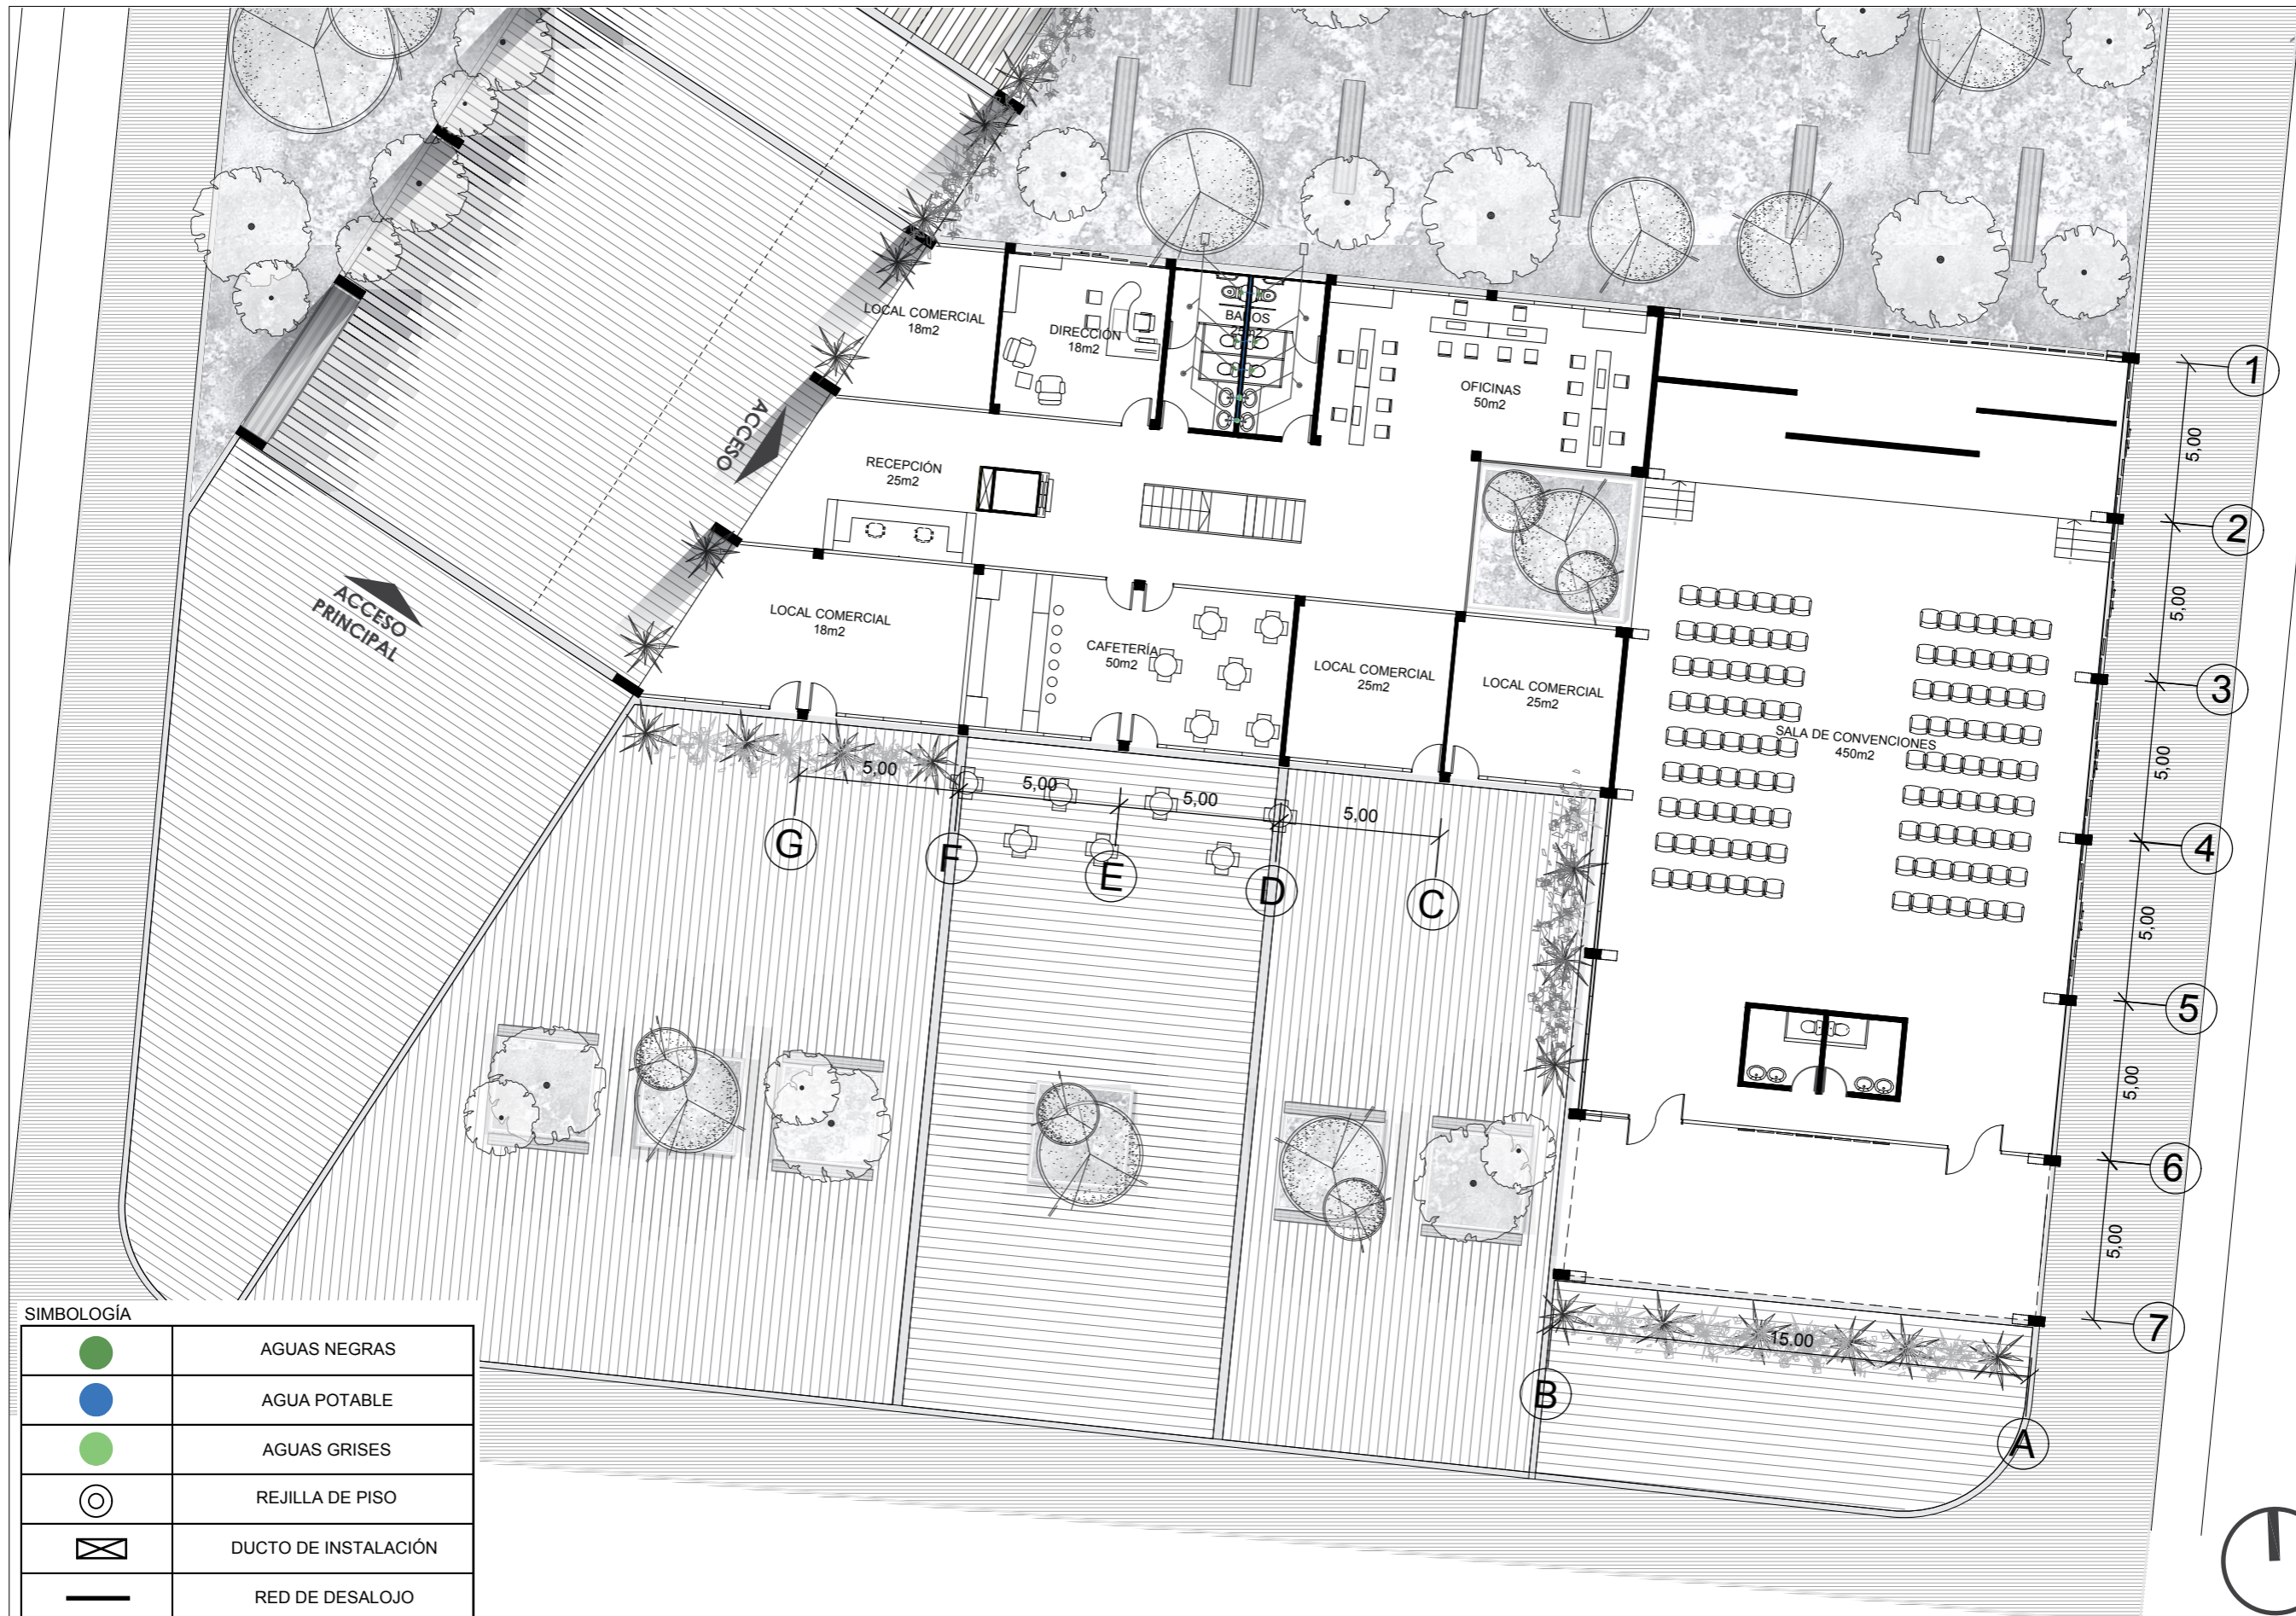 LOCAL COMERCIAL
18m2
DIRECCIÓN
18m2
BAÑOS
25m2
OFICINAS
50m2
ACCESO
RECEPCIÓN
25m2
ACCESO
PRINCIPAL
LOCAL COMERCIAL
18m2
CAFETERÍA
50m2
LOCAL COMERCIAL
25m2
LOCAL COMERCIAL
25m2
SALA DE CONVENCIONES
450m2
1
5,00
2
5,00
3
5,00
4
5,00
5
5,00
6
5,00
7
5,00
5,00
5,00
5,00
G
F
E
D
C
15.00
B
A
SIMBOLOGÍA
AGUAS NEGRAS
AGUA POTABLE
AGUAS GRISES
REJILLA DE PISO
DUCTO DE INSTALACIÓN
RED DE DESALOJO